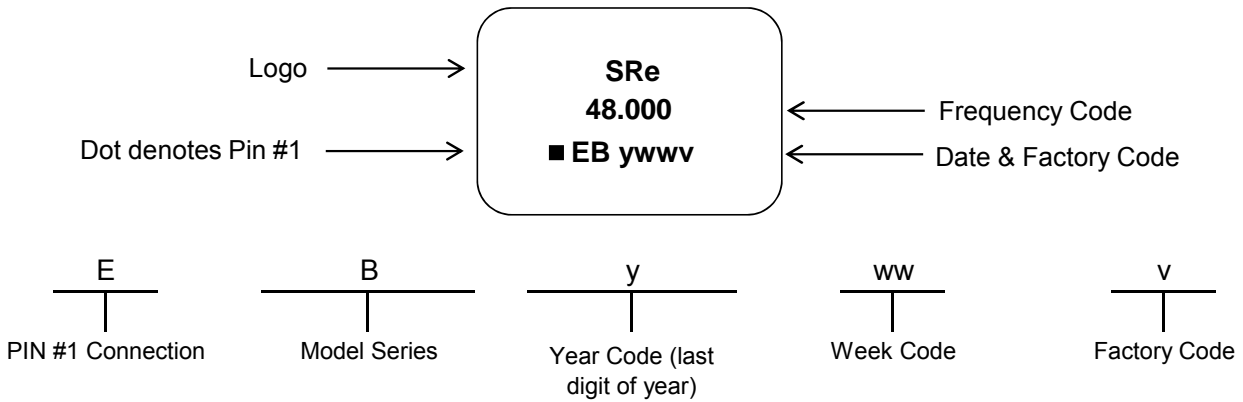 Logo
SRe
48.000
Frequency Code
Dot denotes Pin #1
■ EB ywwv
Date & Factory Code
E
B
y
ww
v
PIN #1 Connection
Model Series
Year Code (last
digit of year)
Week Code
Factory Code